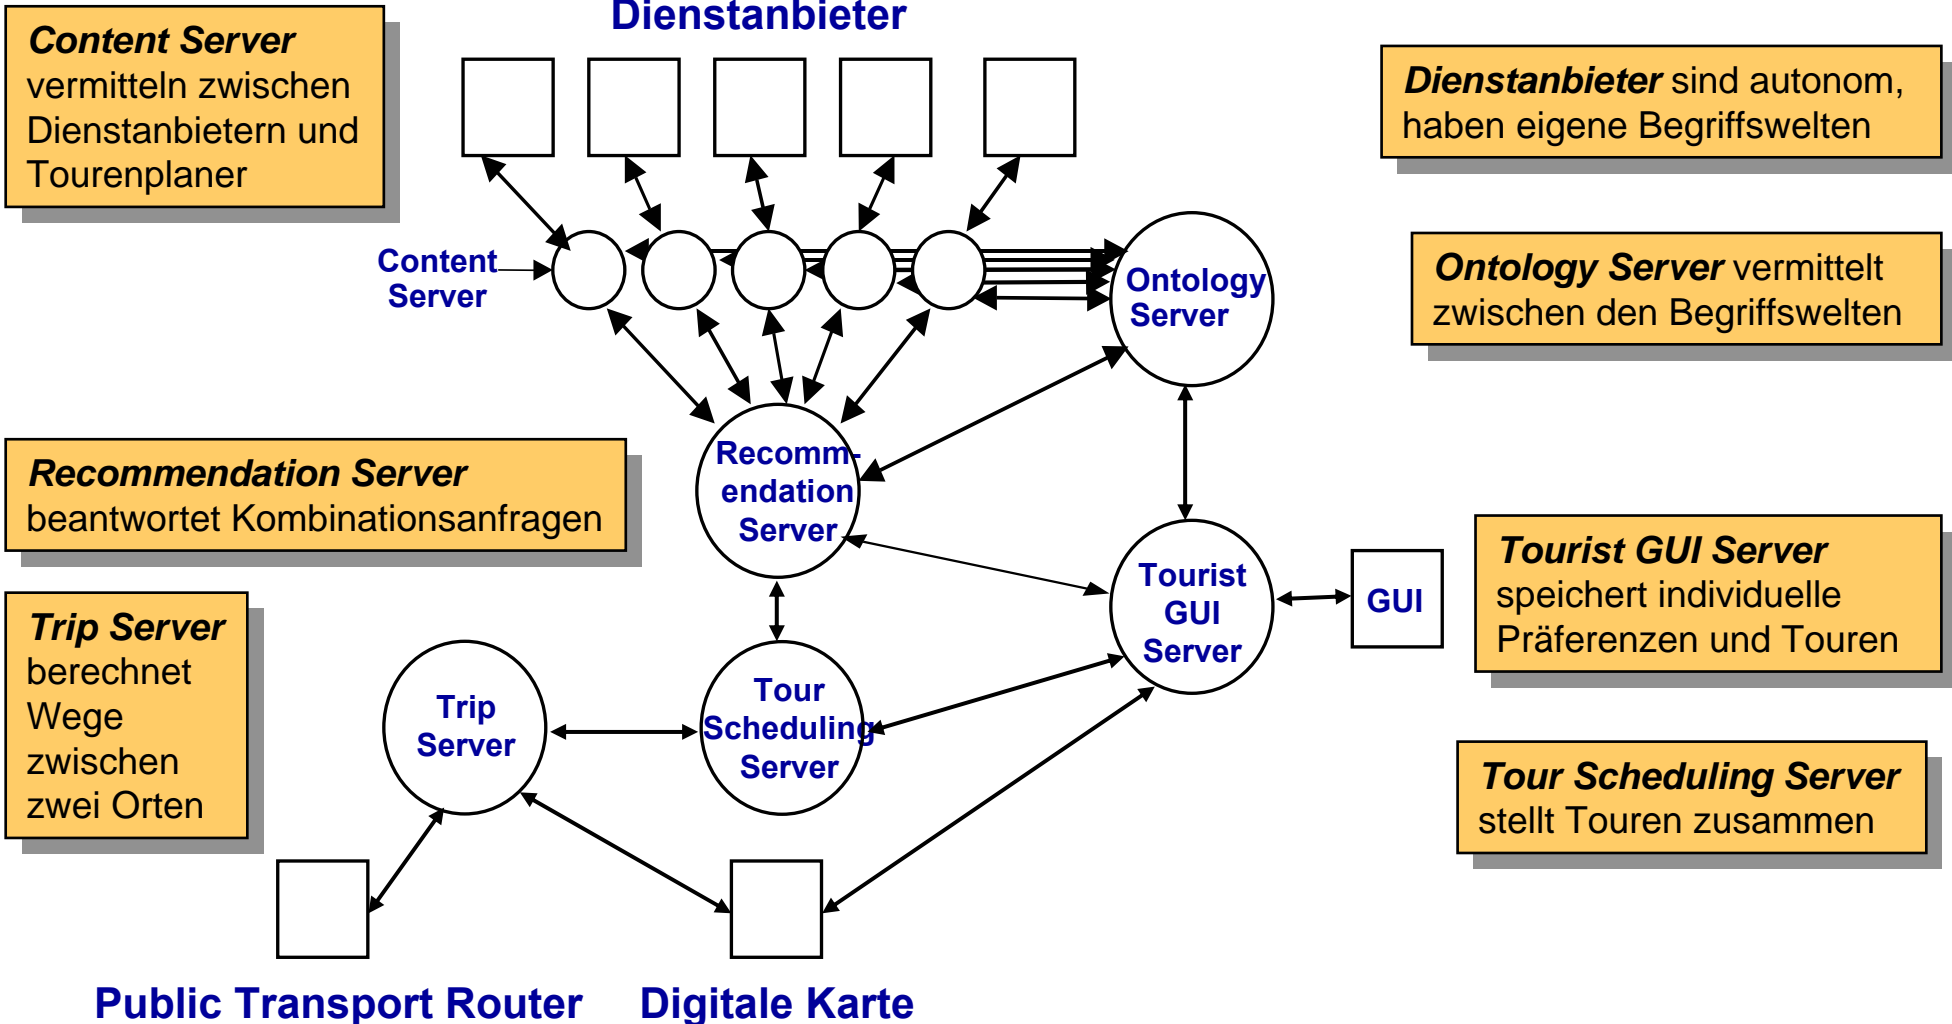 Dienstanbieter
Content Server
vermitteln zwischen
Dienstanbietern und
Tourenplaner
Dienstanbieter sind autonom,
haben eigene Begriffswelten
Content
Server
Ontology
Server
Ontology Server vermittelt
zwischen den Begriffswelten
Recommendation Server
beantwortet Kombinationsanfragen
Recomm-
endation
Server
Tourist
GUI
Server
GUI
Tourist GUI Server
speichert individuelle
Präferenzen und Touren
Trip Server
berechnet
Wege
zwischen
zwei Orten
Trip
Server
Tour
Scheduling
Server
Tour Scheduling Server
stellt Touren zusammen
Public Transport Router
Digitale Karte